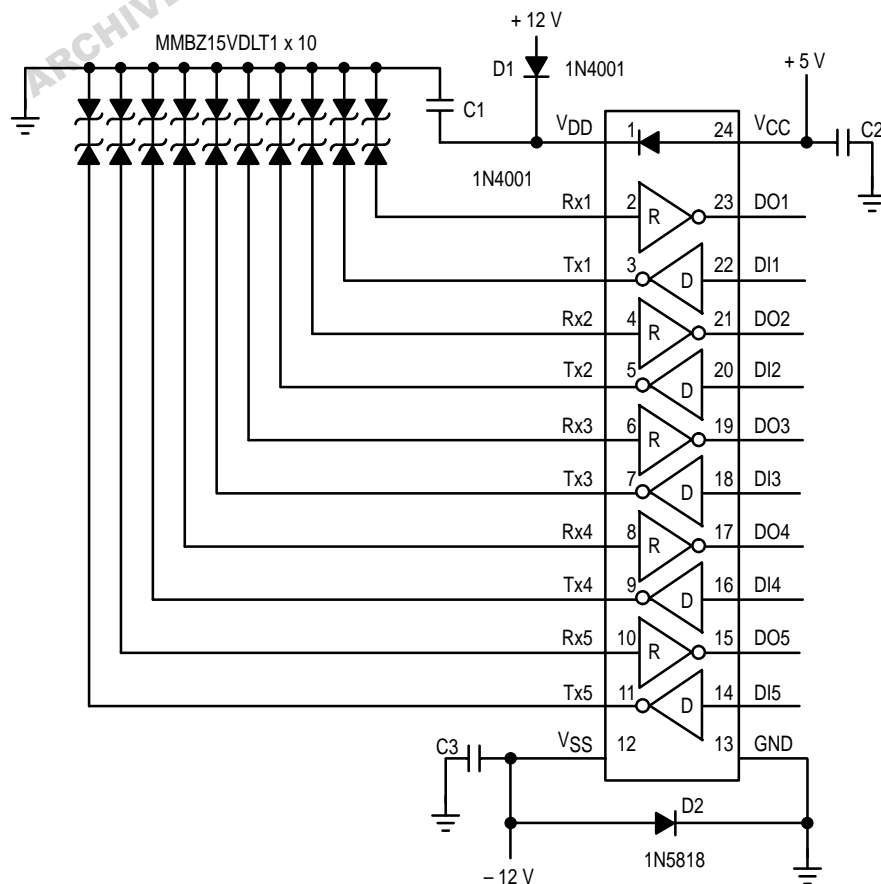 ARCHIVE
MMBZ15VDLT1 x 10
+ 12 V
D1
1N4001
+ 5 V
C1
VDD
1
24
VCC
C2
1N4001
Rx1
2
R
23
DO1
Tx1
3
D
22
DI1
Rx2
4
R
21
DO2
Tx2
5
D
20
DI2
Rx3
6
R
19
DO3
Tx3
7
D
18
DI3
Rx4
8
R
17
DO4
Tx4
9
D
16
DI4
Rx5
10
R
15
DO5
Tx5
11
D
14
DI5
C3
VSS
12
13
GND
D2
1N5818
– 12 V